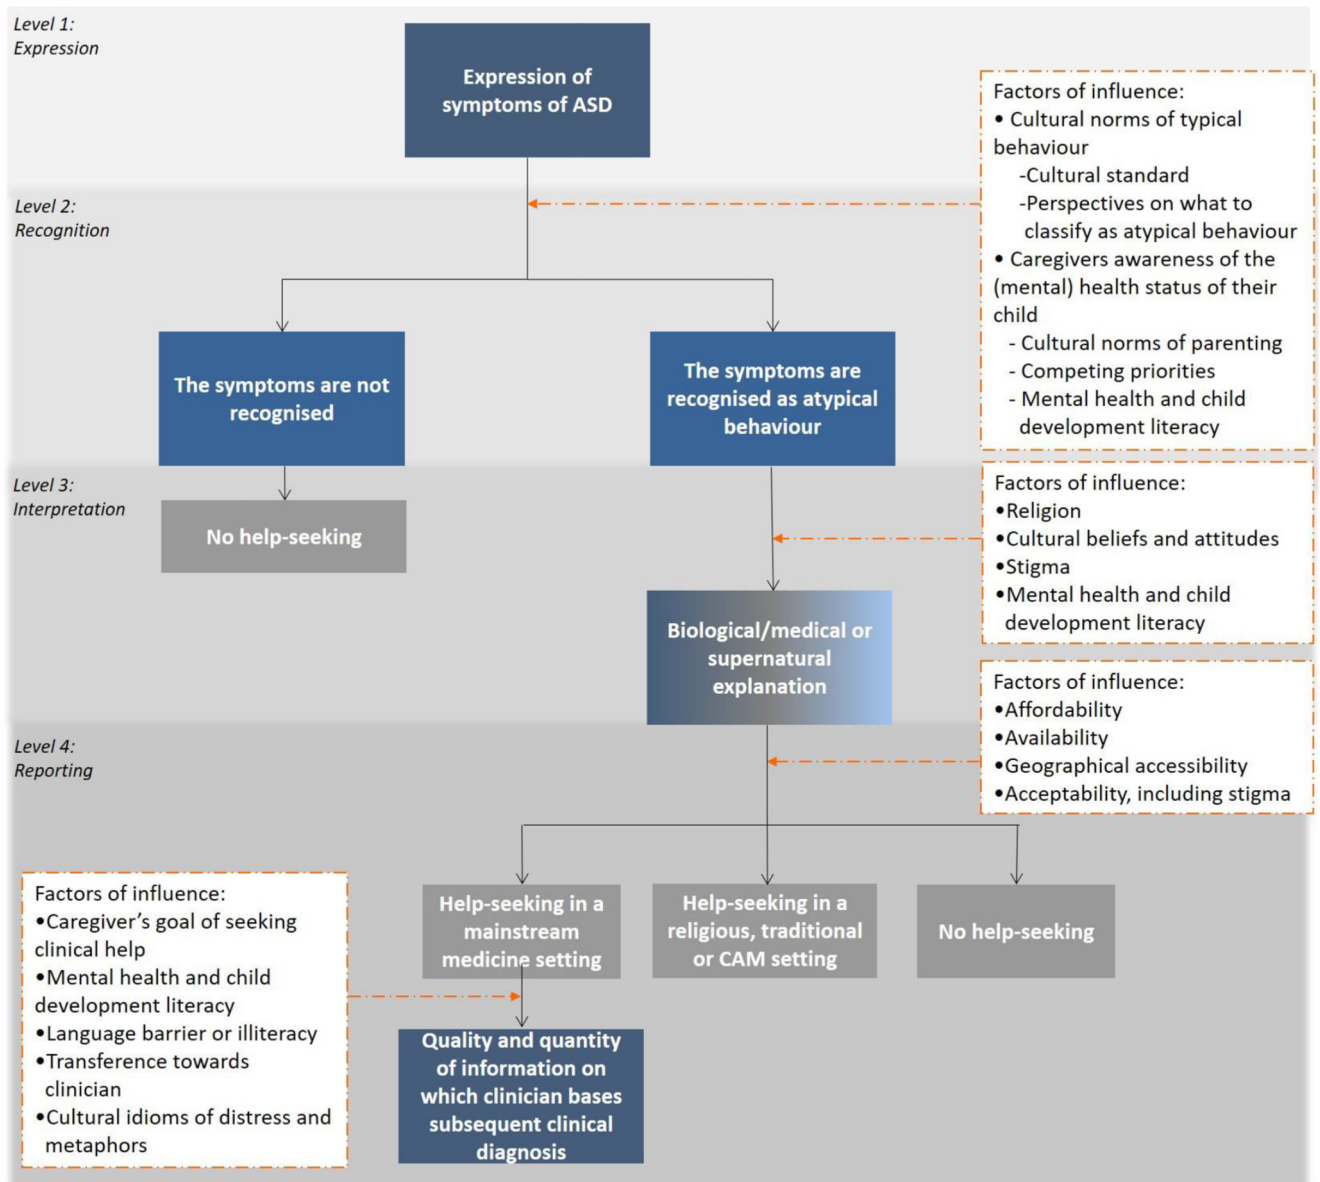 Level 1:
Expression
Expression of
symptoms of ASD
Factors of influence:
• Cultural norms of typical
behaviour
-Cultural standard
-Perspectives on what to
classify as atypical behaviour
• Caregivers awareness of the
(mental) health status of their
child
- Cultural norms of parenting
- Competing priorities
- Mental health and child
development literacy
Level 2:
Recognition
The symptoms are not
recognised
The symptoms are
recognised as atypical
behaviour
Level 3:
Interpretation
No help-seeking
Factors of influence:
•Religion
•Cultural beliefs and attitudes
•Stigma
•Mental health and child
development literacy
Biological/medical or
supernatural
explanation
Factors of influence:
•Affordability
•Availability
•Geographical accessibility
•Acceptability, including stigma
Level 4:
Reporting
Help-seeking in a
mainstream
medicine setting
Help-seeking in a
religious, traditional
or CAM setting
No help-seeking
Factors of influence:
•Caregiver's goal of seeking
clinical help
•Mental health and child
development literacy
•Language barrier or illiteracy
•Transference towards
clinician
•Cultural idioms of distress and
metaphors
Quality and quantity
of information on
which clinician bases
subsequent clinical
diagnosis